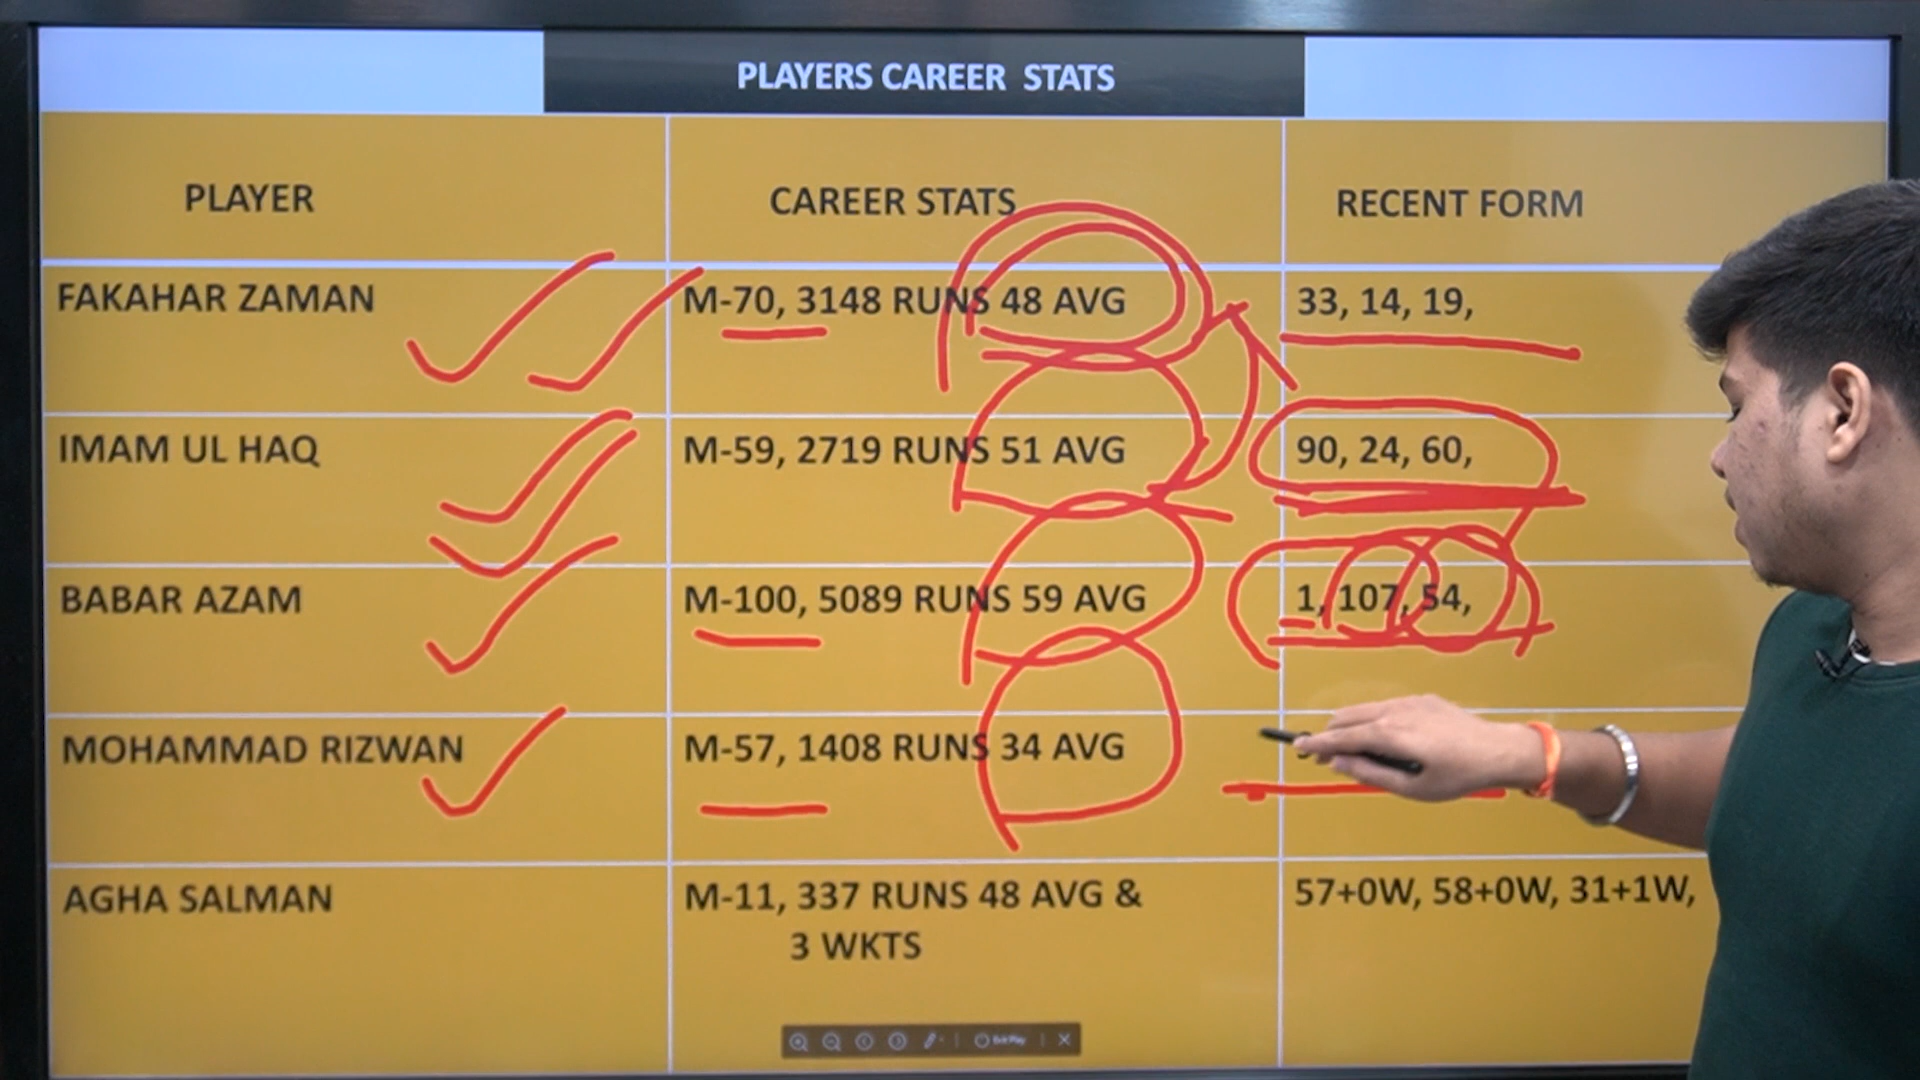 PLAYERS CAREER STATS
PLAYER CAREER STATS RECENT FORM
FAKAHAR ZAMAN M-70, 3148 RUNS 48 AVG 33, 14, 19,
IMAM UL HAQ M-59, 2719 RUNS 51 AVG 90, 24, 60,
BABAR AZAM M-100, 5089 RUNS 59 AVG 1, 107, 54,
MOHAMMAD RIZWAN M-57, 1408 RUNS 34 AVG
AGHA SALMAN M-11, 337 RUNS 48 AVG & 57+0W, 58+0W, 31+1W,
3 WKTS